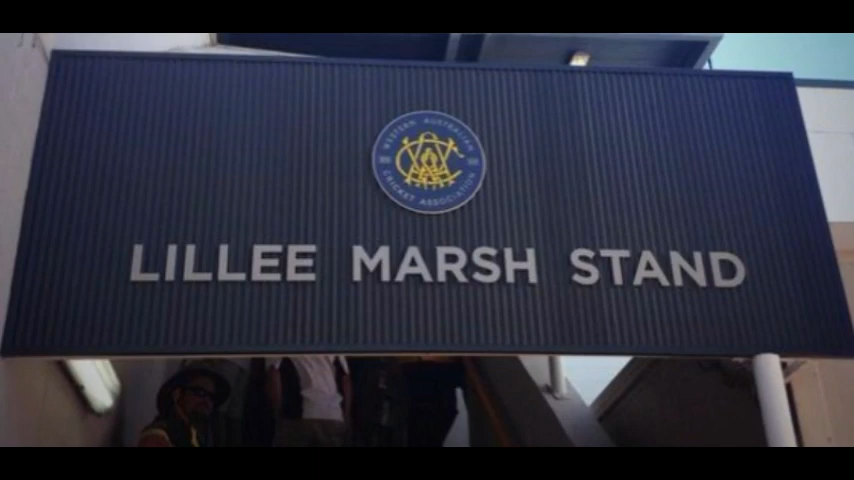 WESTERN AUSTRALIAN
CRICKET ASSOCIATION
LILLEE MARSH STAND